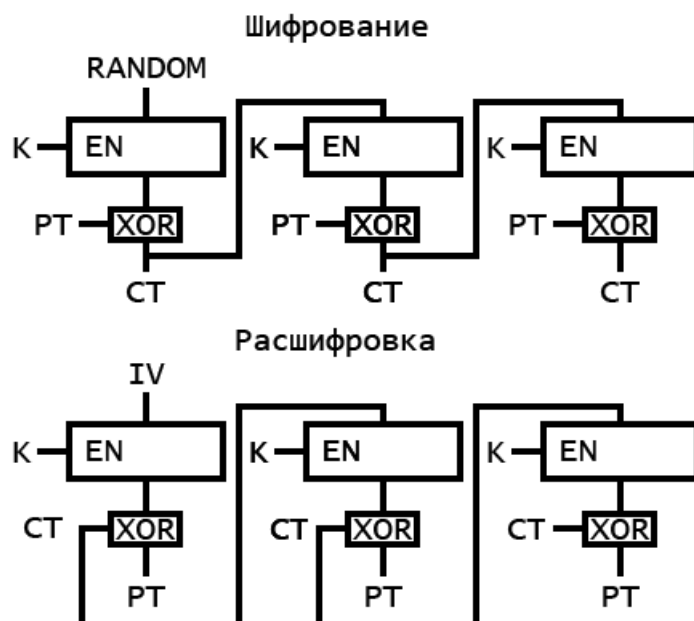 Шифрование
RANDOM
K EN K EN K EN
PT XOR PT XOR PT XOR
CT CT CT
Расшифровка
IV
K EN K EN K EN
CT XOR CT XOR CT XOR
PT PT PT